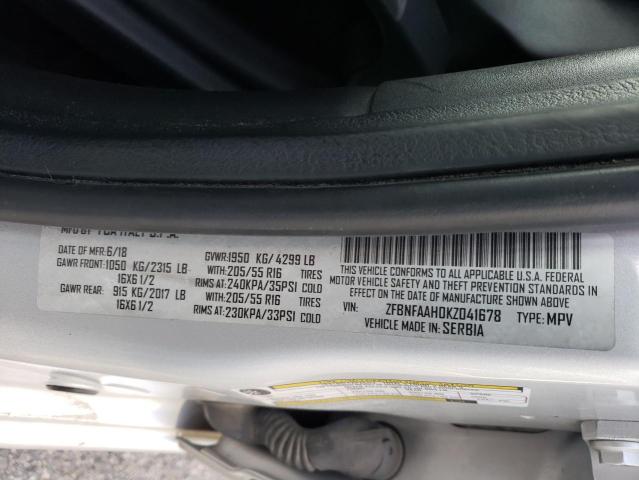 MFD BY FCA ITALY S.P.A.
DATE OF MFR: 6/18 GVWR: 1950 KG/ 4299 LB
GAWR FRONT: 1050 KG/2315 LB WITH: 205/55 R16 TIRES
16X6 1/2 RIMS AT: 240KPA/35PSI COLD
GAWR REAR: 915 KG/2017 LB WITH: 205/55 R16 TIRES
16X6 1/2 RIMS AT: 230KPA/33PSI COLD
THIS VEHICLE CONFORMS TO ALL APPLICABLE U.S.A. FEDERAL
MOTOR VEHICLE SAFETY AND THEFT PREVENTION STANDARDS
IN EFFECT ON THE DATE OF MANUFACTURE SHOWN ABOVE.
VIN: ZFBNFAAH0KZ041678 TYPE: MPV
VEHICLE MADE IN: SERBIA